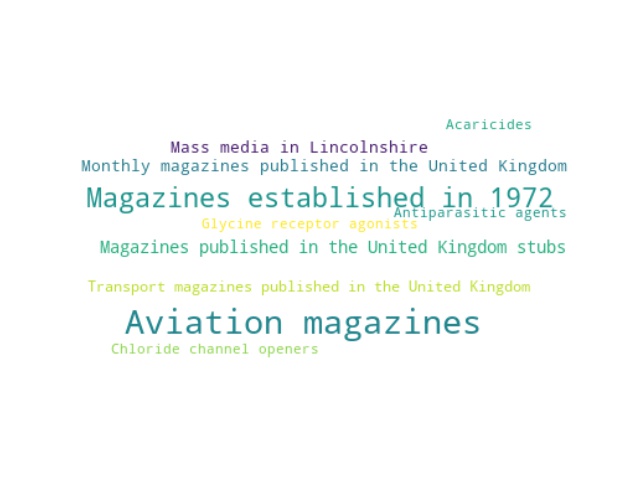 Acaricides
Mass media in Lincolnshire
Monthly magazines published in the United Kingdom
Magazines established in 1972
Antiparasitic agents
Glycine receptor agonists
Magazines published in the United Kingdom stubs
Transport magazines published in the United Kingdom
Aviation magazines
Chloride channel openers